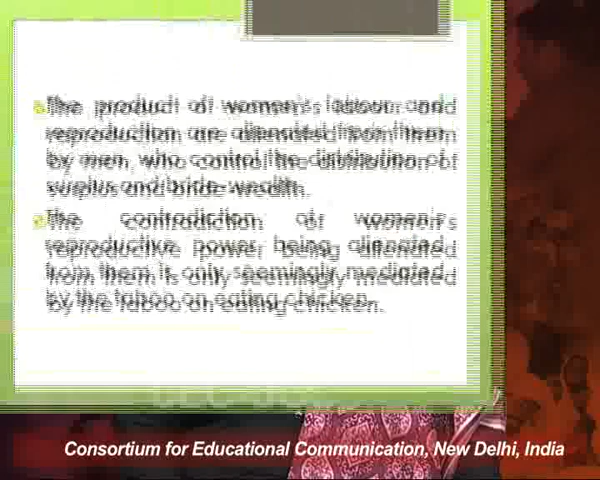 The product of women's labour and
reproduction are alienated from them
by men, who control the distribution of
surplus and bride-wealth.
The contradiction of women's
reproductive power being alienated
from them is only seemingly mediated
by the taboo on eating chicken.
Consortium for Educational Communication, New Delhi, India